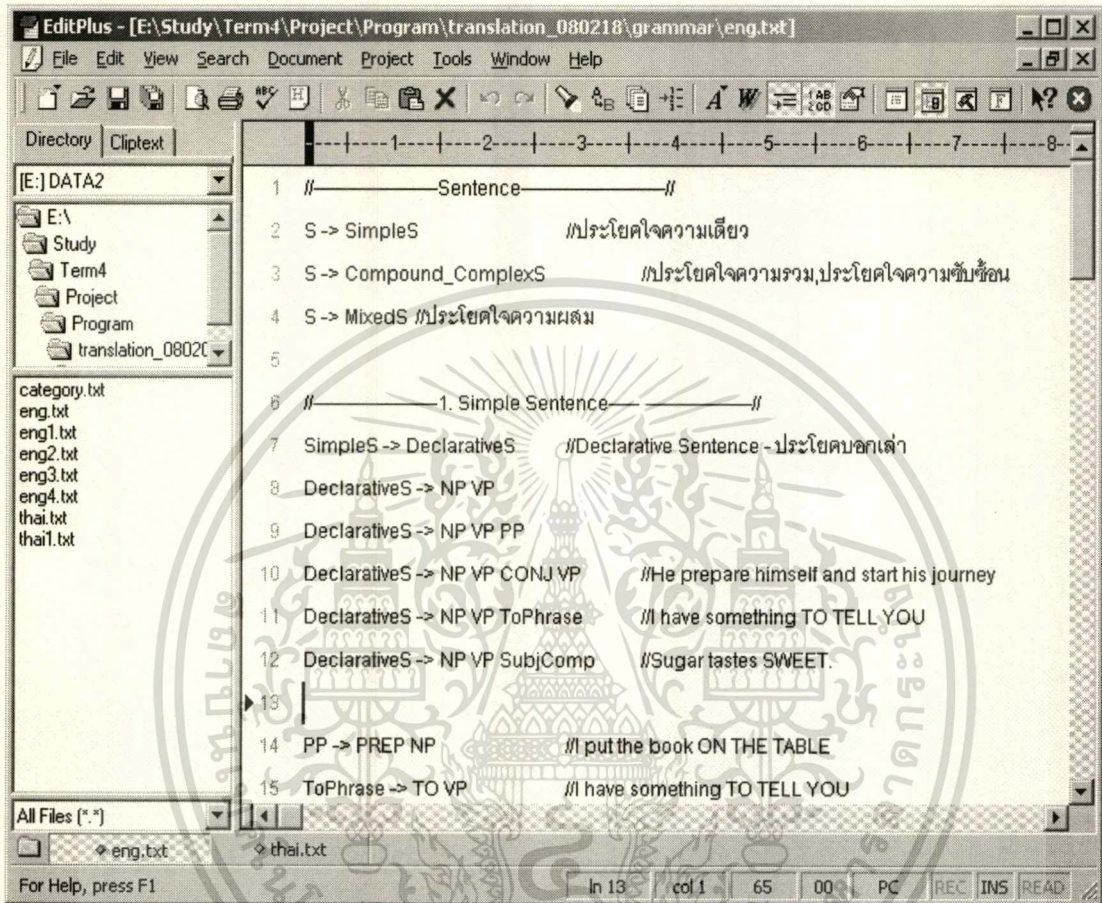 EditPlus - [E:\Study\Term4\Project\Program\translation_080218\grammar\eng.txt]
File Edit View Search Document Project Tools Window Help
Directory Cliptext
----|----1----|----2----|----3----|----4----|----5----|----6----|----7----|----8--
[E:] DATA2
E:\
Study
Term4
Project
Program
translation_0802
category.txt
eng.txt
eng1.txt
eng2.txt
eng3.txt
eng4.txt
thai.txt
thai1.txt
All Files (*.*)
1 //——————Sentence——————//
2 S -> SimpleS //ประโยคใจความเดียว
3 S -> Compound_ComplexS //ประโยคใจความรวม,ประโยคใจความซับซ้อน
4 S -> MixedS //ประโยคใจความผสม
5
6 //——————1. Simple Sentence—— ——————//
7 SimpleS -> DeclarativeS //Declarative Sentence - ประโยคบอกเล่า
8 DeclarativeS -> NP VP
9 DeclarativeS -> NP VP PP
10 DeclarativeS -> NP VP CONJ VP //He prepare himself and start his journey
11 DeclarativeS -> NP VP ToPhrase //I have something TO TELL YOU
12 DeclarativeS -> NP VP SubjComp //Sugar tastes SWEET.
13
14 PP -> PREP NP //I put the book ON THE TABLE
15 ToPhrase -> TO VP //I have something TO TELL YOU
eng.txt thai.txt
For Help, press F1 ln 13 col 1 65 00 PC REC INS READ